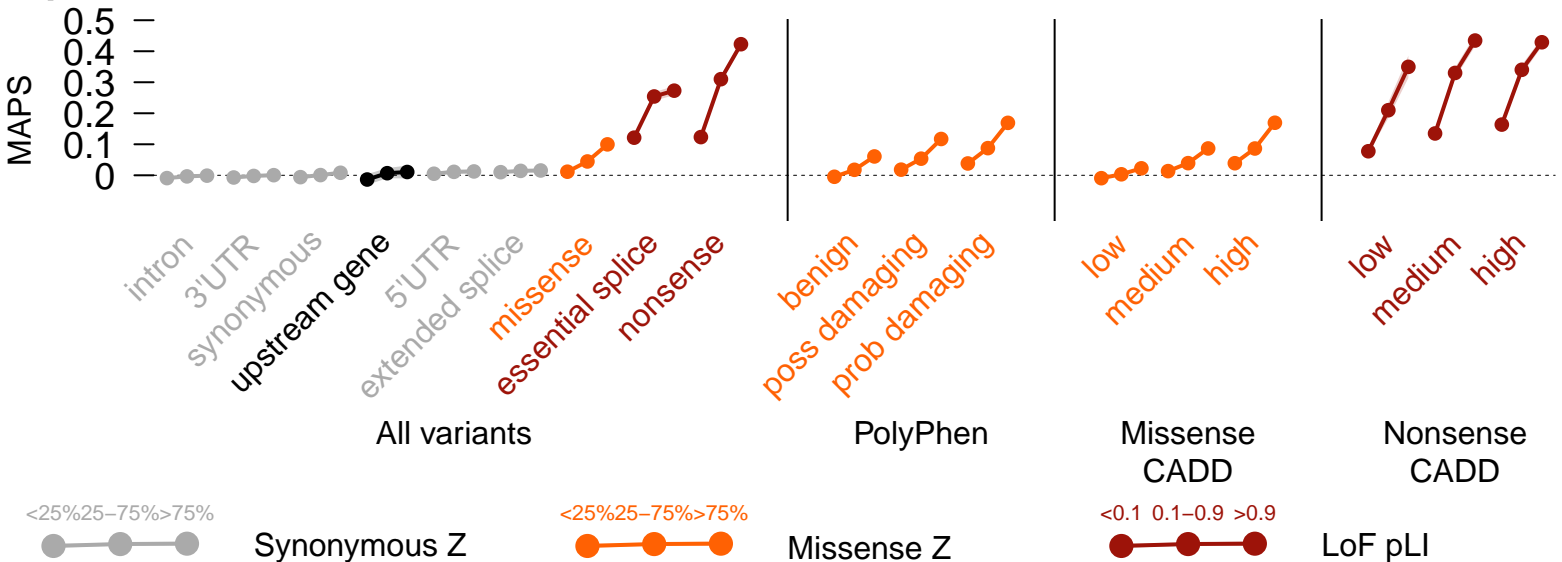 0.5
0.4
0.3
0.2
0.1
0
MAPS
intron
3'UTR
synonymous
upstream gene
5'UTR
extended splice
missense
essential splice
nonsense
benign
poss damaging
prob damaging
low
medium
high
low
medium
high
All variants
PolyPhen
Missense
CADD
Nonsense
CADD
<25%25−75%>75%
Synonymous Z
<25%25−75%>75%
Missense Z
<0.1 0.1−0.9 >0.9
LoF pLI